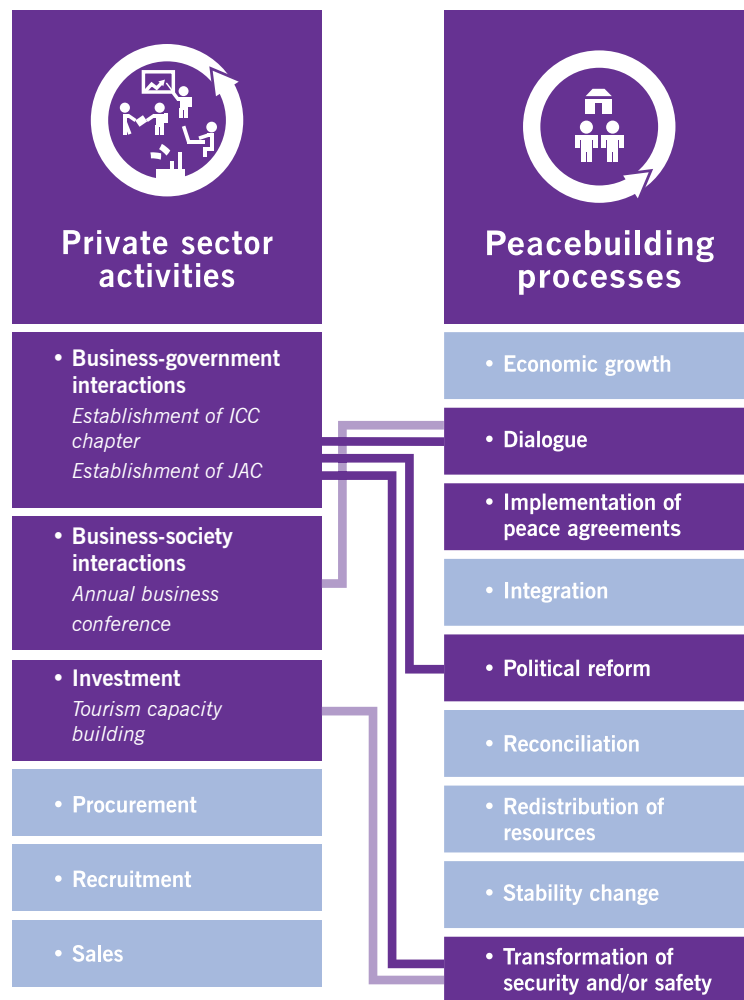 Private sector
activities
• Business-government
interactions
Establishment of ICC
chapter
Establishment of JAC
• Business-society
interactions
Annual business
conference
• Investment
Tourism capacity
building
• Procurement
• Recruitment
• Sales
Peacebuilding
processes
• Economic growth
• Dialogue
• Implementation of
peace agreements
• Integration
• Political reform
• Reconciliation
• Redistribution of
resources
• Stability change
• Transformation of
security and/or safety